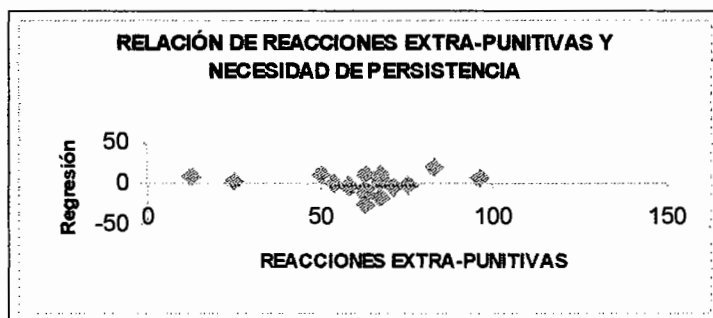 RELACIÓN DE REACCIONES EXTRA-PUNITIVAS Y
NECESIDAD DE PERSISTENCIA
Regresión
50
0
-50
0 50 100 150
REACCIONES EXTRA-PUNITIVAS